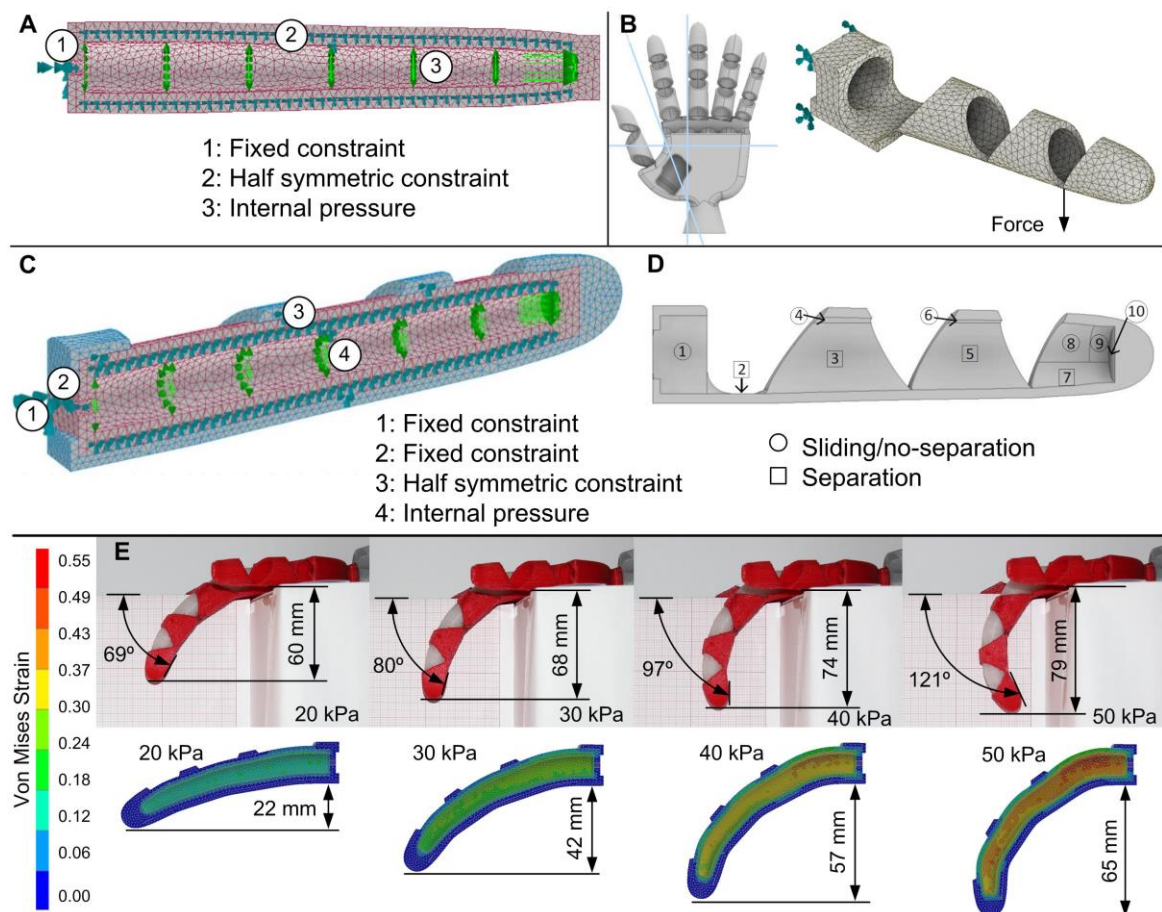 A
1
2
3
1: Fixed constraint
2: Half symmetric constraint
3: Internal pressure
B
Force
C
1
2
3
4
1: Fixed constraint
2: Fixed constraint
3: Half symmetric constraint
4: Internal pressure
D
1
2
3
4
5
6
7
8
9
10
Sliding/no-separation
Separation
E
Von Mises Strain
0.55
0.49
0.43
0.37
0.30
0.24
0.18
0.12
0.06
0.00
69º
60 mm
20 kPa
80º
68 mm
30 kPa
97º
74 mm
40 kPa
121º
79 mm
50 kPa
20 kPa
22 mm
30 kPa
42 mm
40 kPa
57 mm
50 kPa
65 mm